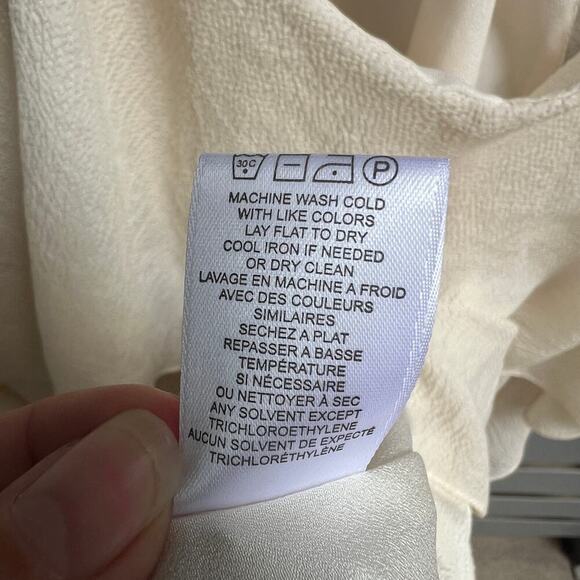 30C P
MACHINE WASH COLD
WITH LIKE COLORS
LAY FLAT TO DRY
COOL IRON IF NEEDED
OR DRY CLEAN
LAVAGE EN MACHINE A FROID
AVEC DES COULEURS
SIMILAIRES
SECHEZ A PLAT
REPASSER A BASSE
TEMPÉRATURE
SI NÉCESSAIRE
OU NETTOYER À SEC
ANY SOLVENT EXCEPT
TRICHLOROETHYLENE
AUCUN SOLVENT DE EXPECTÉ
TRICHLORÉTHYLÈNE